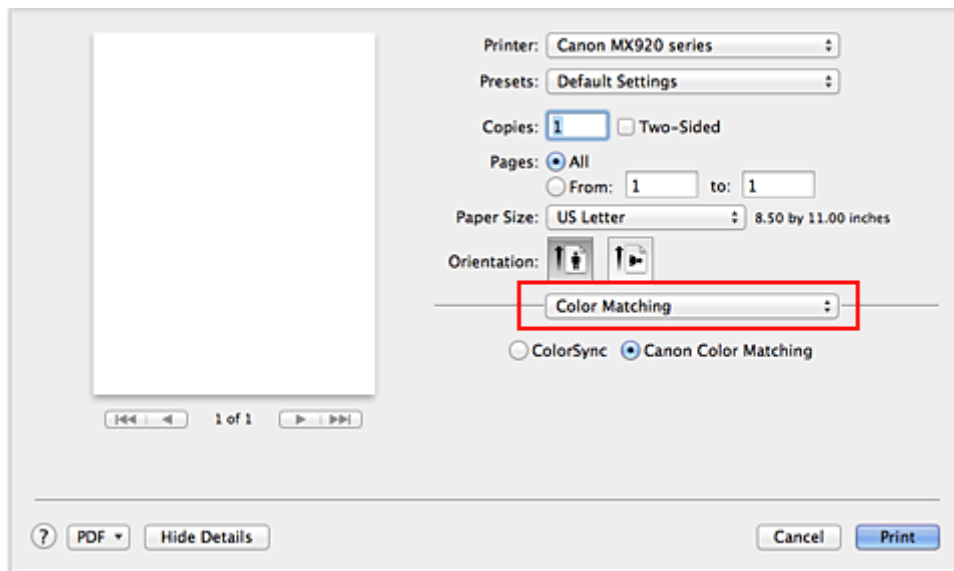 Printer: Canon MX920 series
Presets: Default Settings
Copies: 1 Two-Sided
Pages: All
From: 1 to: 1
Paper Size: US Letter 8.50 by 11.00 inches
Orientation:
Color Matching
ColorSync Canon Color Matching
1 of 1
? PDF Hide Details Cancel Print